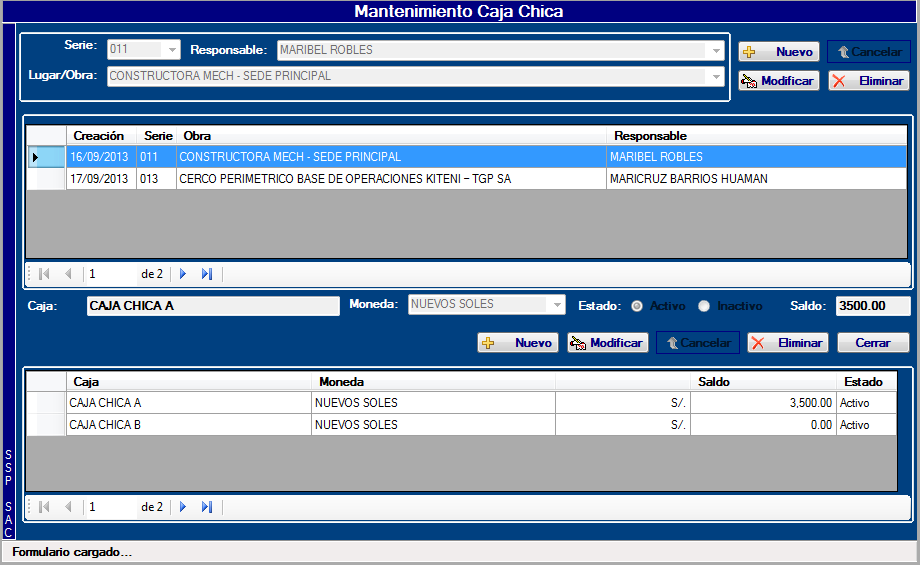 Mantenimiento Caja Chica
Serie: 011 Responsable: MARIBEL ROBLES Nuevo Cancelar
Lugar/Obra: CONSTRUCTORA MECH - SEDE PRINCIPAL Modificar Eliminar
Creación Serie Obra Responsable
16/09/2013 011 CONSTRUCTORA MECH - SEDE PRINCIPAL MARIBEL ROBLES
17/09/2013 013 CERCO PERIMETRICO BASE DE OPERACIONES KITENI – TGP SA MARICRUZ BARRIOS HUAMAN
1 de 2
Caja: CAJA CHICA A Moneda: NUEVOS SOLES Estado: Activo Inactivo Saldo: 3500.00
Nuevo Modificar Cancelar Eliminar Cerrar
Caja Moneda Saldo Estado
CAJA CHICA A NUEVOS SOLES S/. 3,500.00 Activo
CAJA CHICA B NUEVOS SOLES S/. 0.00 Activo
1 de 2
SSP SAC
Formulario cargado...